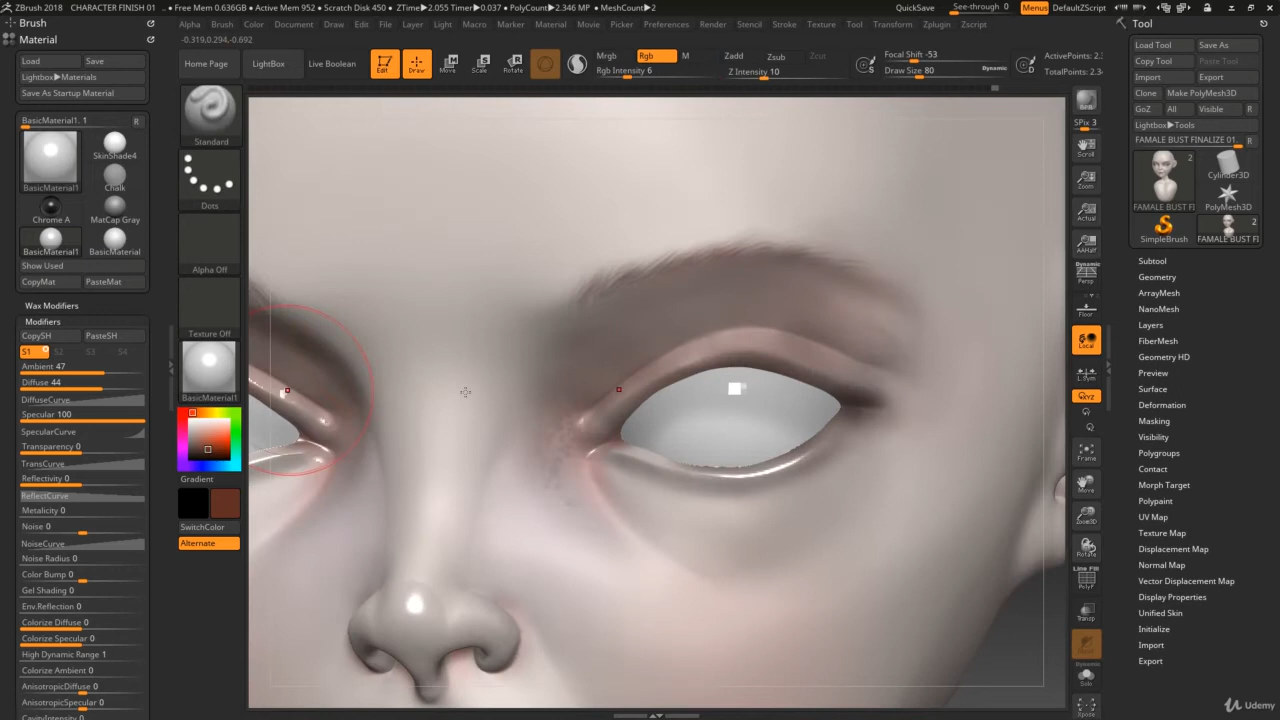 ZBrush 2018 CHARACTER FINISH 01 .. • Free Mem 0.636GB • Active Mem 952 • Scratch Disk 450 • ZTime▶2.055 Timer▶0.037 • PolyCount▶2.346 MP • MeshCount▶2 QuickSave See-through 0 Menus DefaultZScript
Brush
Alpha Brush Color Document Draw Edit File Layer Light Macro Marker Material Movie Picker Preferences Render Stencil Stroke Texture Tool Transform Zplugin Zscript
Tool
Material
-0.319,0.294,-0.692
Load Save
Lightbox▶Materials
Save As Startup Material
BasicMaterial1. 1 R
BasicMaterial1
SkinShade4
Chalk
Chrome A
MatCap Gray
BasicMaterial1
BasicMaterial
Show Used
CopyMat PasteMat
Wax Modifiers
Modifiers
CopySH PasteSH
S1 S2 S3 S4
Ambient 47
Diffuse 44
DiffuseCurve
Specular 100
SpecularCurve
Transparency 0
TransCurve
Reflectivity 0
ReflectCurve
Metalicity 0
Noise 0
NoiseCurve
Noise Radius 0
Color Bump 0
Gel Shading 0
Env.Reflection 0
Colorize Diffuse 0
Colorize Specular 0
High Dynamic Range 1
Colorize Ambient 0
AnisotropicDiffuse 0
AnisotropicSpecular 0
CavityIntensity 0
Home Page LightBox Live Boolean
Edit Draw Move Scale Rotate
Mrgb Rgb M
Rgb Intensity 6
Zadd Zsub Zcut
Z Intensity 10
S
Focal Shift -53
Draw Size 80
Dynamic
D
ActivePoints: 2.3
TotalPoints: 2.34
Standard
Dots
Alpha Off
Texture Off
BasicMaterial1
Gradient
SwitchColor
Alternate
BPR
SPix 3
Scroll
Zoom
Actual
AAHalf
Dynamic
Persp
Floor
Local
L.Sym
XYZ
Frame
Move
Zoom3D
Rotate
Line Fill
PolyF
Transp
Dynamic
Solo
Xpose
Load Tool Save As
Copy Tool Paste Tool
Import Export
Clone Make PolyMesh3D
GoZ All Visible R
Lightbox▶Tools
FAMALE BUST FINALIZE 01. R
2
FAMALE BUST FI
Cylinder3D
PolyMesh3D
SimpleBrush
2
FAMALE BUST FI
Subtool
Geometry
ArrayMesh
NanoMesh
Layers
FiberMesh
Geometry HD
Preview
Surface
Deformation
Masking
Visibility
Polygroups
Contact
Morph Target
Polypaint
UV Map
Texture Map
Displacement Map
Normal Map
Vector Displacement Map
Display Properties
Unified Skin
Initialize
Import
Export
Udemy